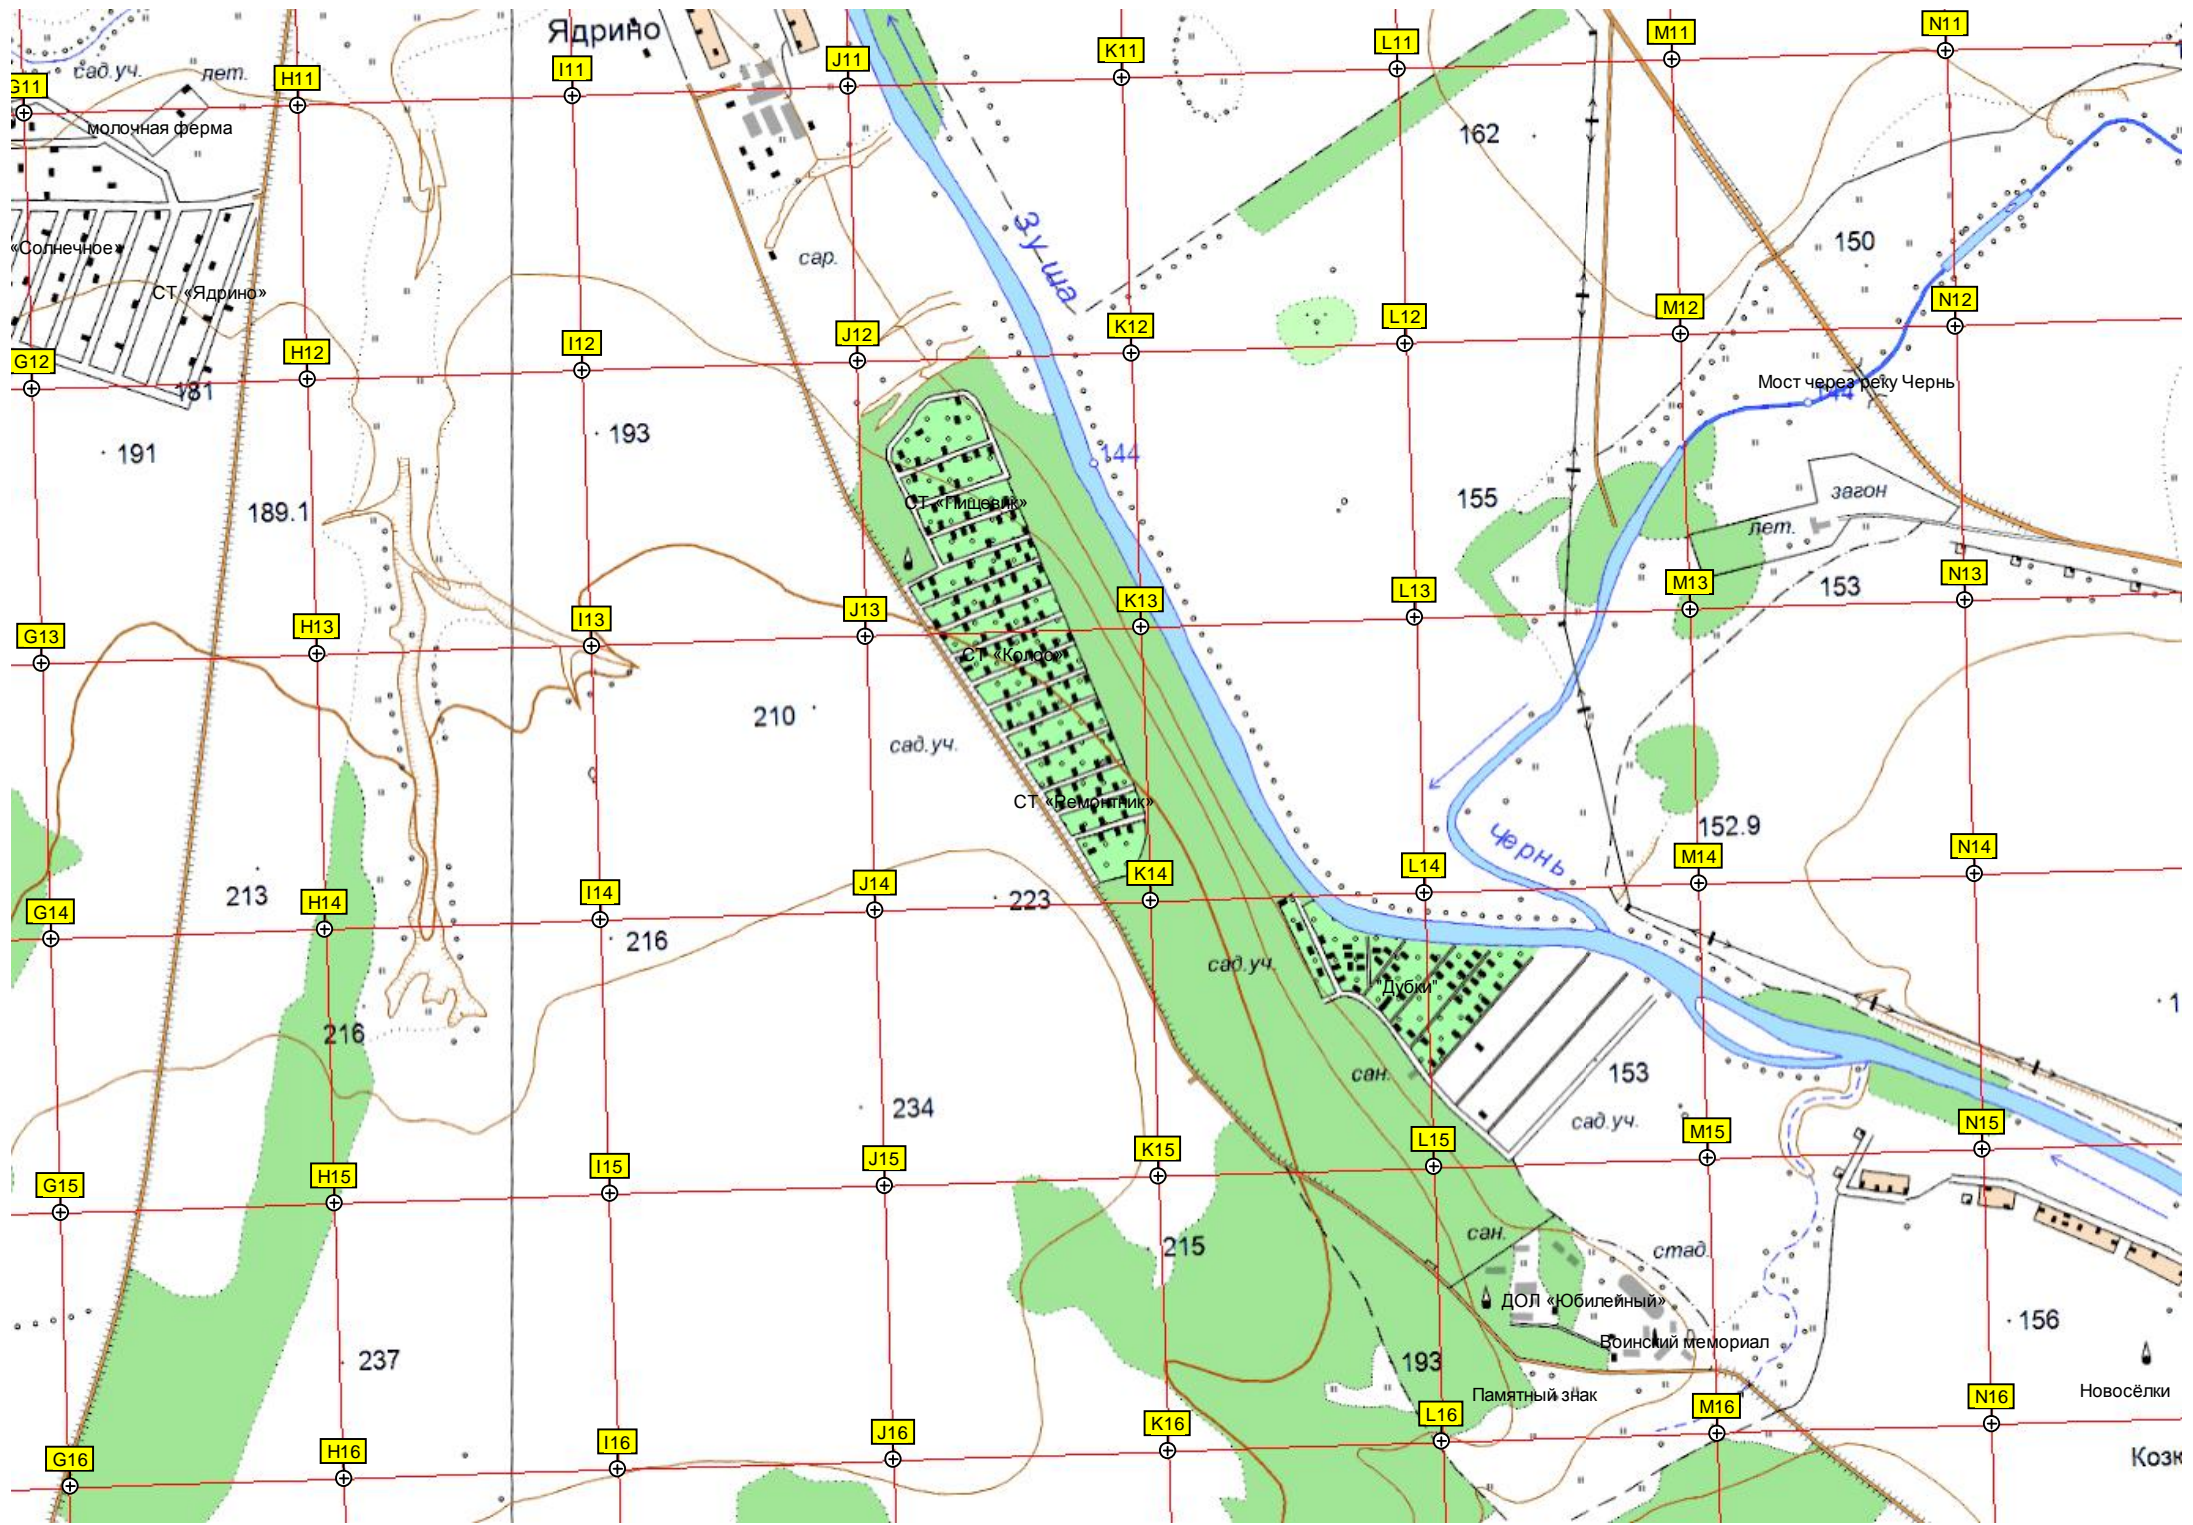 Ядрино
G11
H11
I11
J11
K11
L11
M11
N11
сад.уч.
лет.
молочная ферма
162
«Солнечное»
СТ «Ядрино»
сар.
Зуша
150
G12
H12
I12
J12
K12
L12
M12
N12
181
Мост через реку Чернь
144
191
193
144
189.1
СТ «Пищевик»
155
загон
лет.
153
G13
H13
I13
J13
K13
L13
M13
N13
СТ «Колос»
210
сад.уч.
СТ «Ремонтник»
Чернь
152.9
G14
H14
I14
J14
K14
L14
M14
N14
213
216
223
сад.уч.
"Дубки"
216
234
сан.
153
сад.уч.
G15
H15
I15
J15
K15
L15
M15
N15
215
сан.
стад.
ДОЛ «Юбилейный»
Воинский мемориал
156
237
193
Памятный знак
Новосёлки
G16
H16
I16
J16
K16
L16
M16
N16